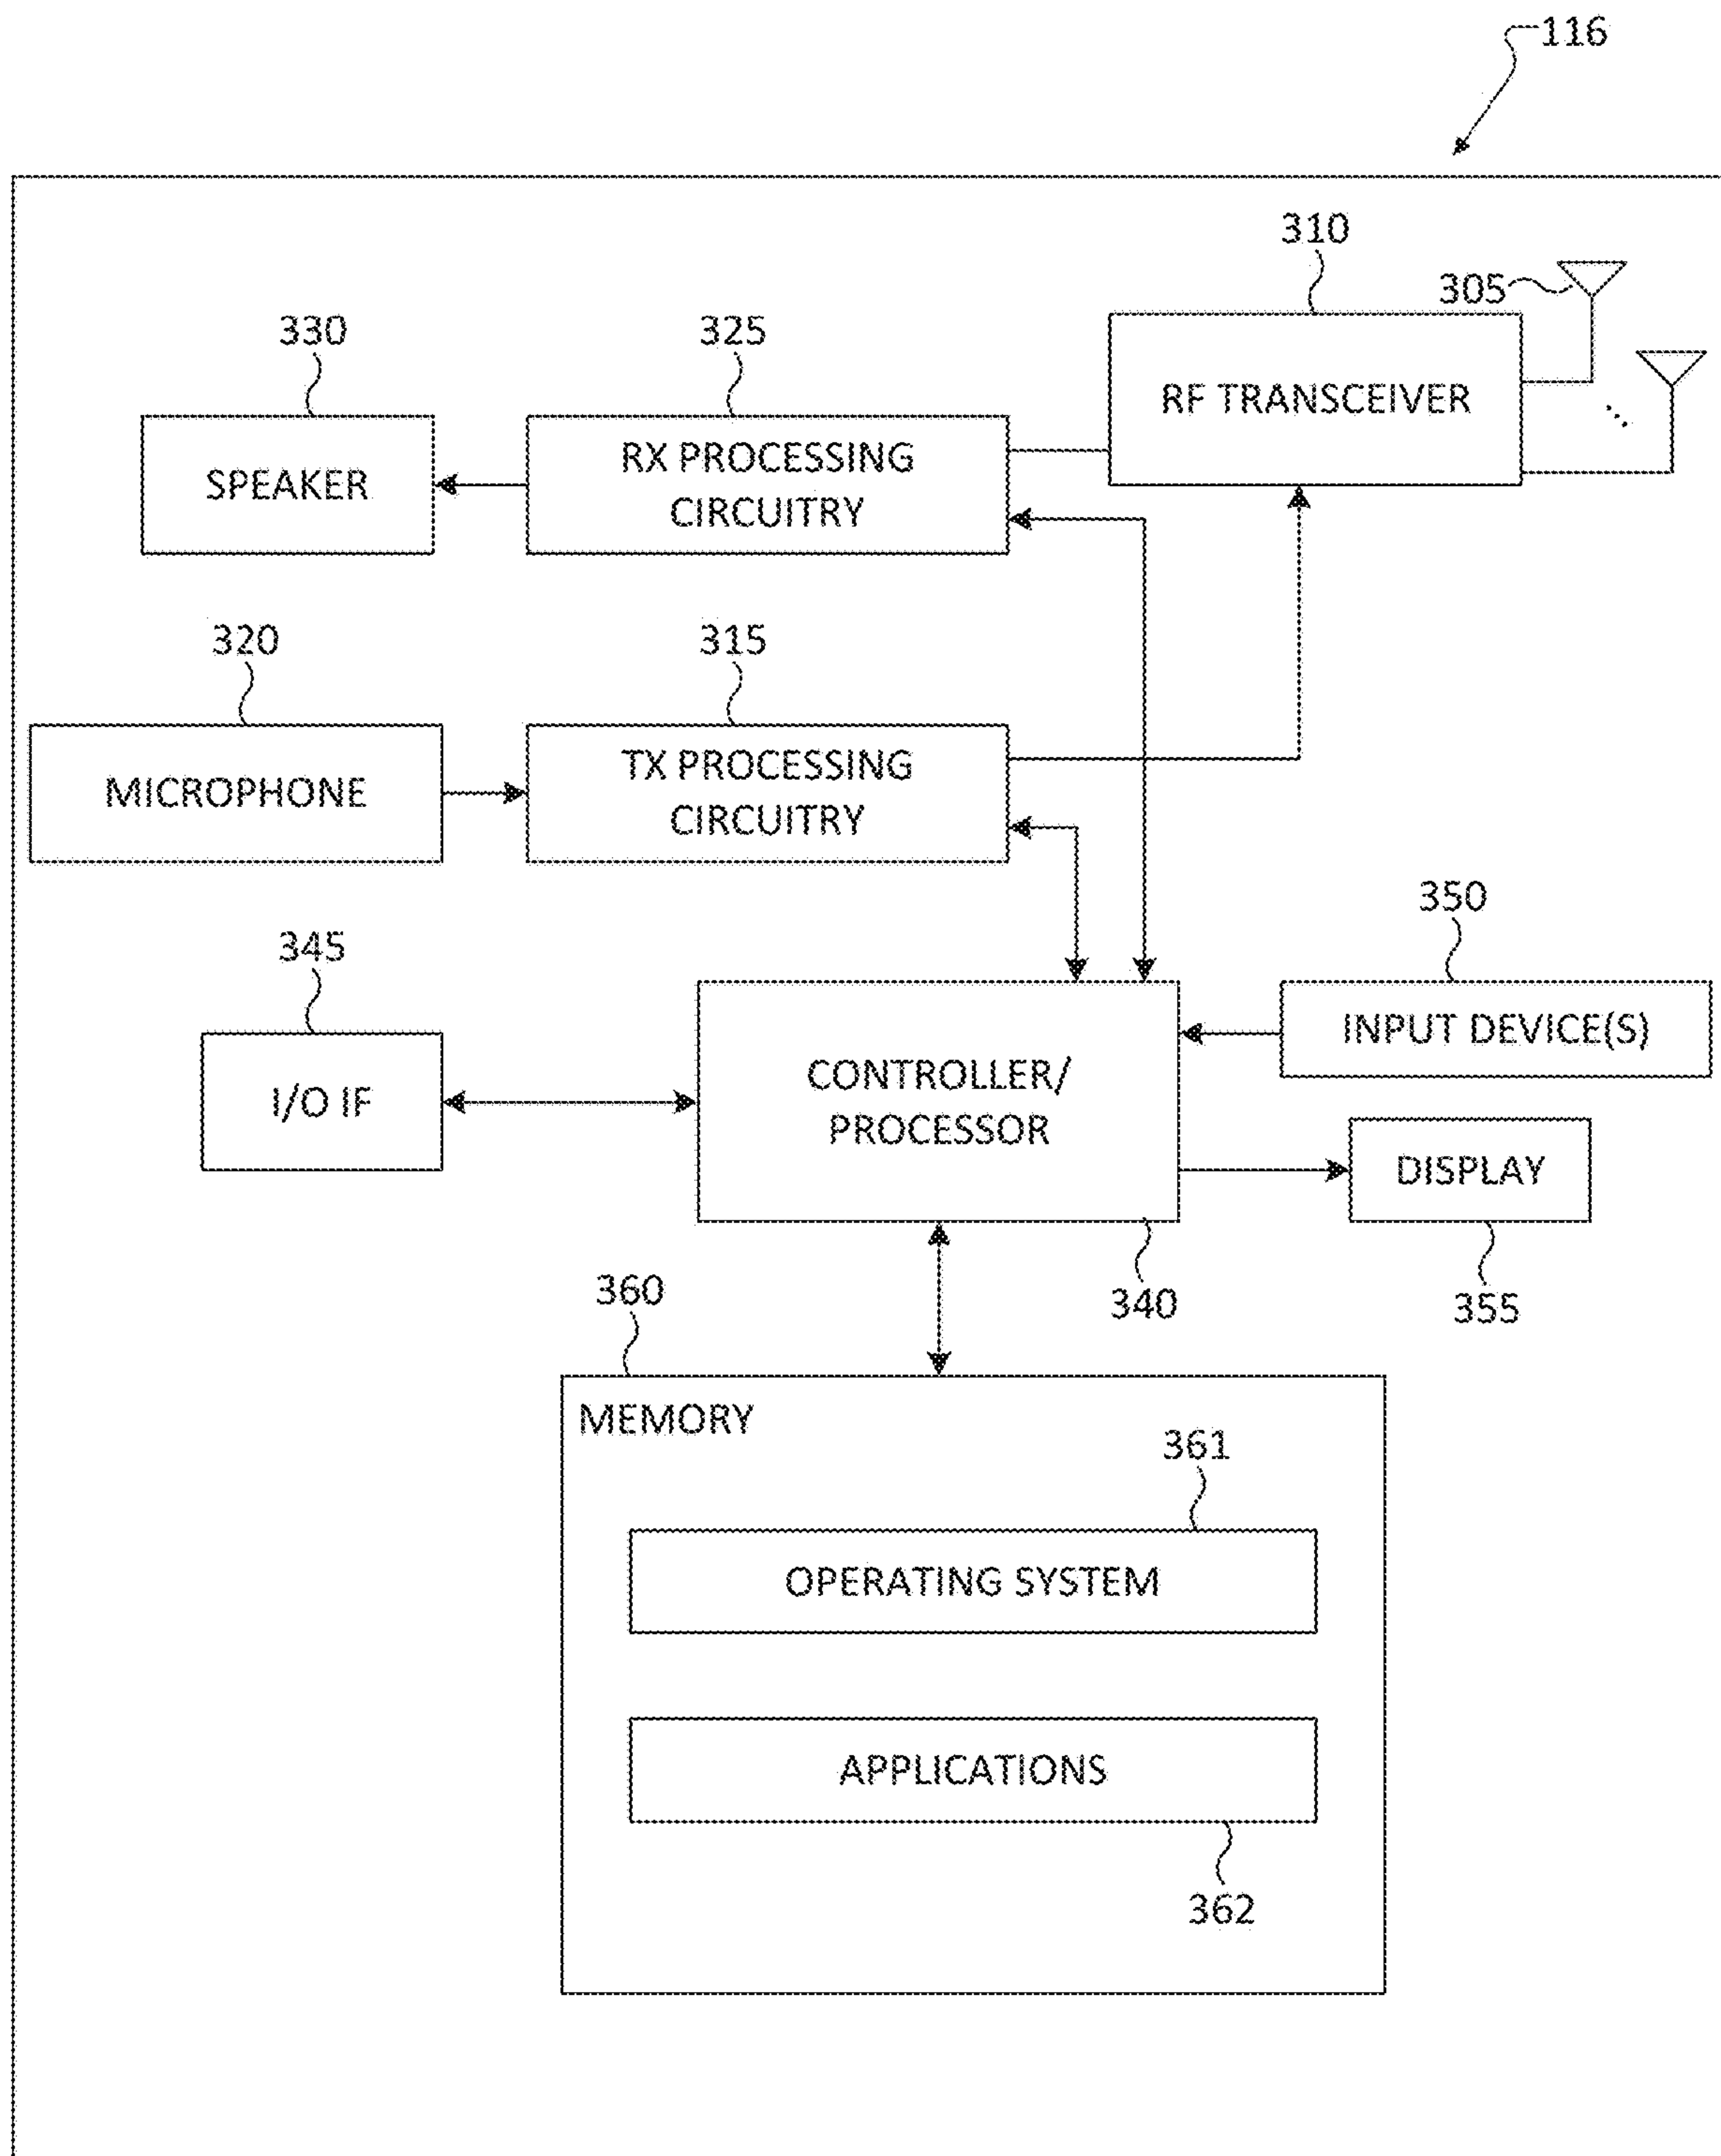 116
310
305
330
325
RF TRANSCEIVER
SPEAKER
RX PROCESSING
CIRCUITRY
320
315
MICROPHONE
TX PROCESSING
CIRCUITRY
350
345
INPUT DEVICE(S)
I/O IF
CONTROLLER/
PROCESSOR
DISPLAY
360
340
355
MEMORY
361
OPERATING SYSTEM
APPLICATIONS
362